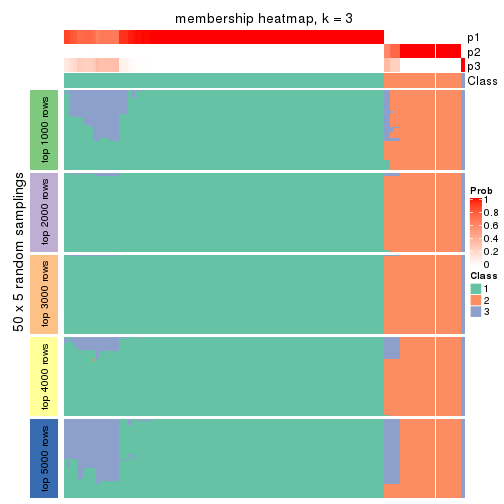 membership heatmap, k = 3
p1
p2
p3
Class
50 x 5 random samplings
top 1000 rows
top 2000 rows
top 3000 rows
top 4000 rows
top 5000 rows
Prob
1
0.8
0.6
0.4
0.2
0
Class
1
2
3